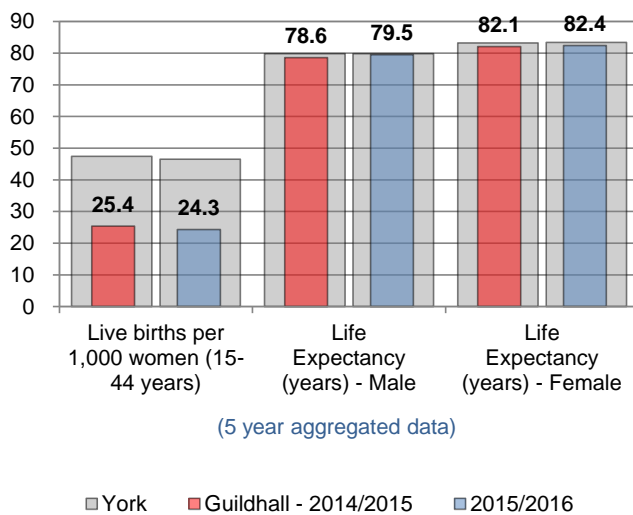 90
80
70
60
50
40
30
20
10
0
25.4
24.3
78.6
79.5
82.1
82.4
Live births per
1,000 women (15-
44 years)
Life
Expectancy
(years) - Male
Life
Expectancy
(years) - Female
(5 year aggregated data)
York
Guildhall - 2014/2015
2015/2016